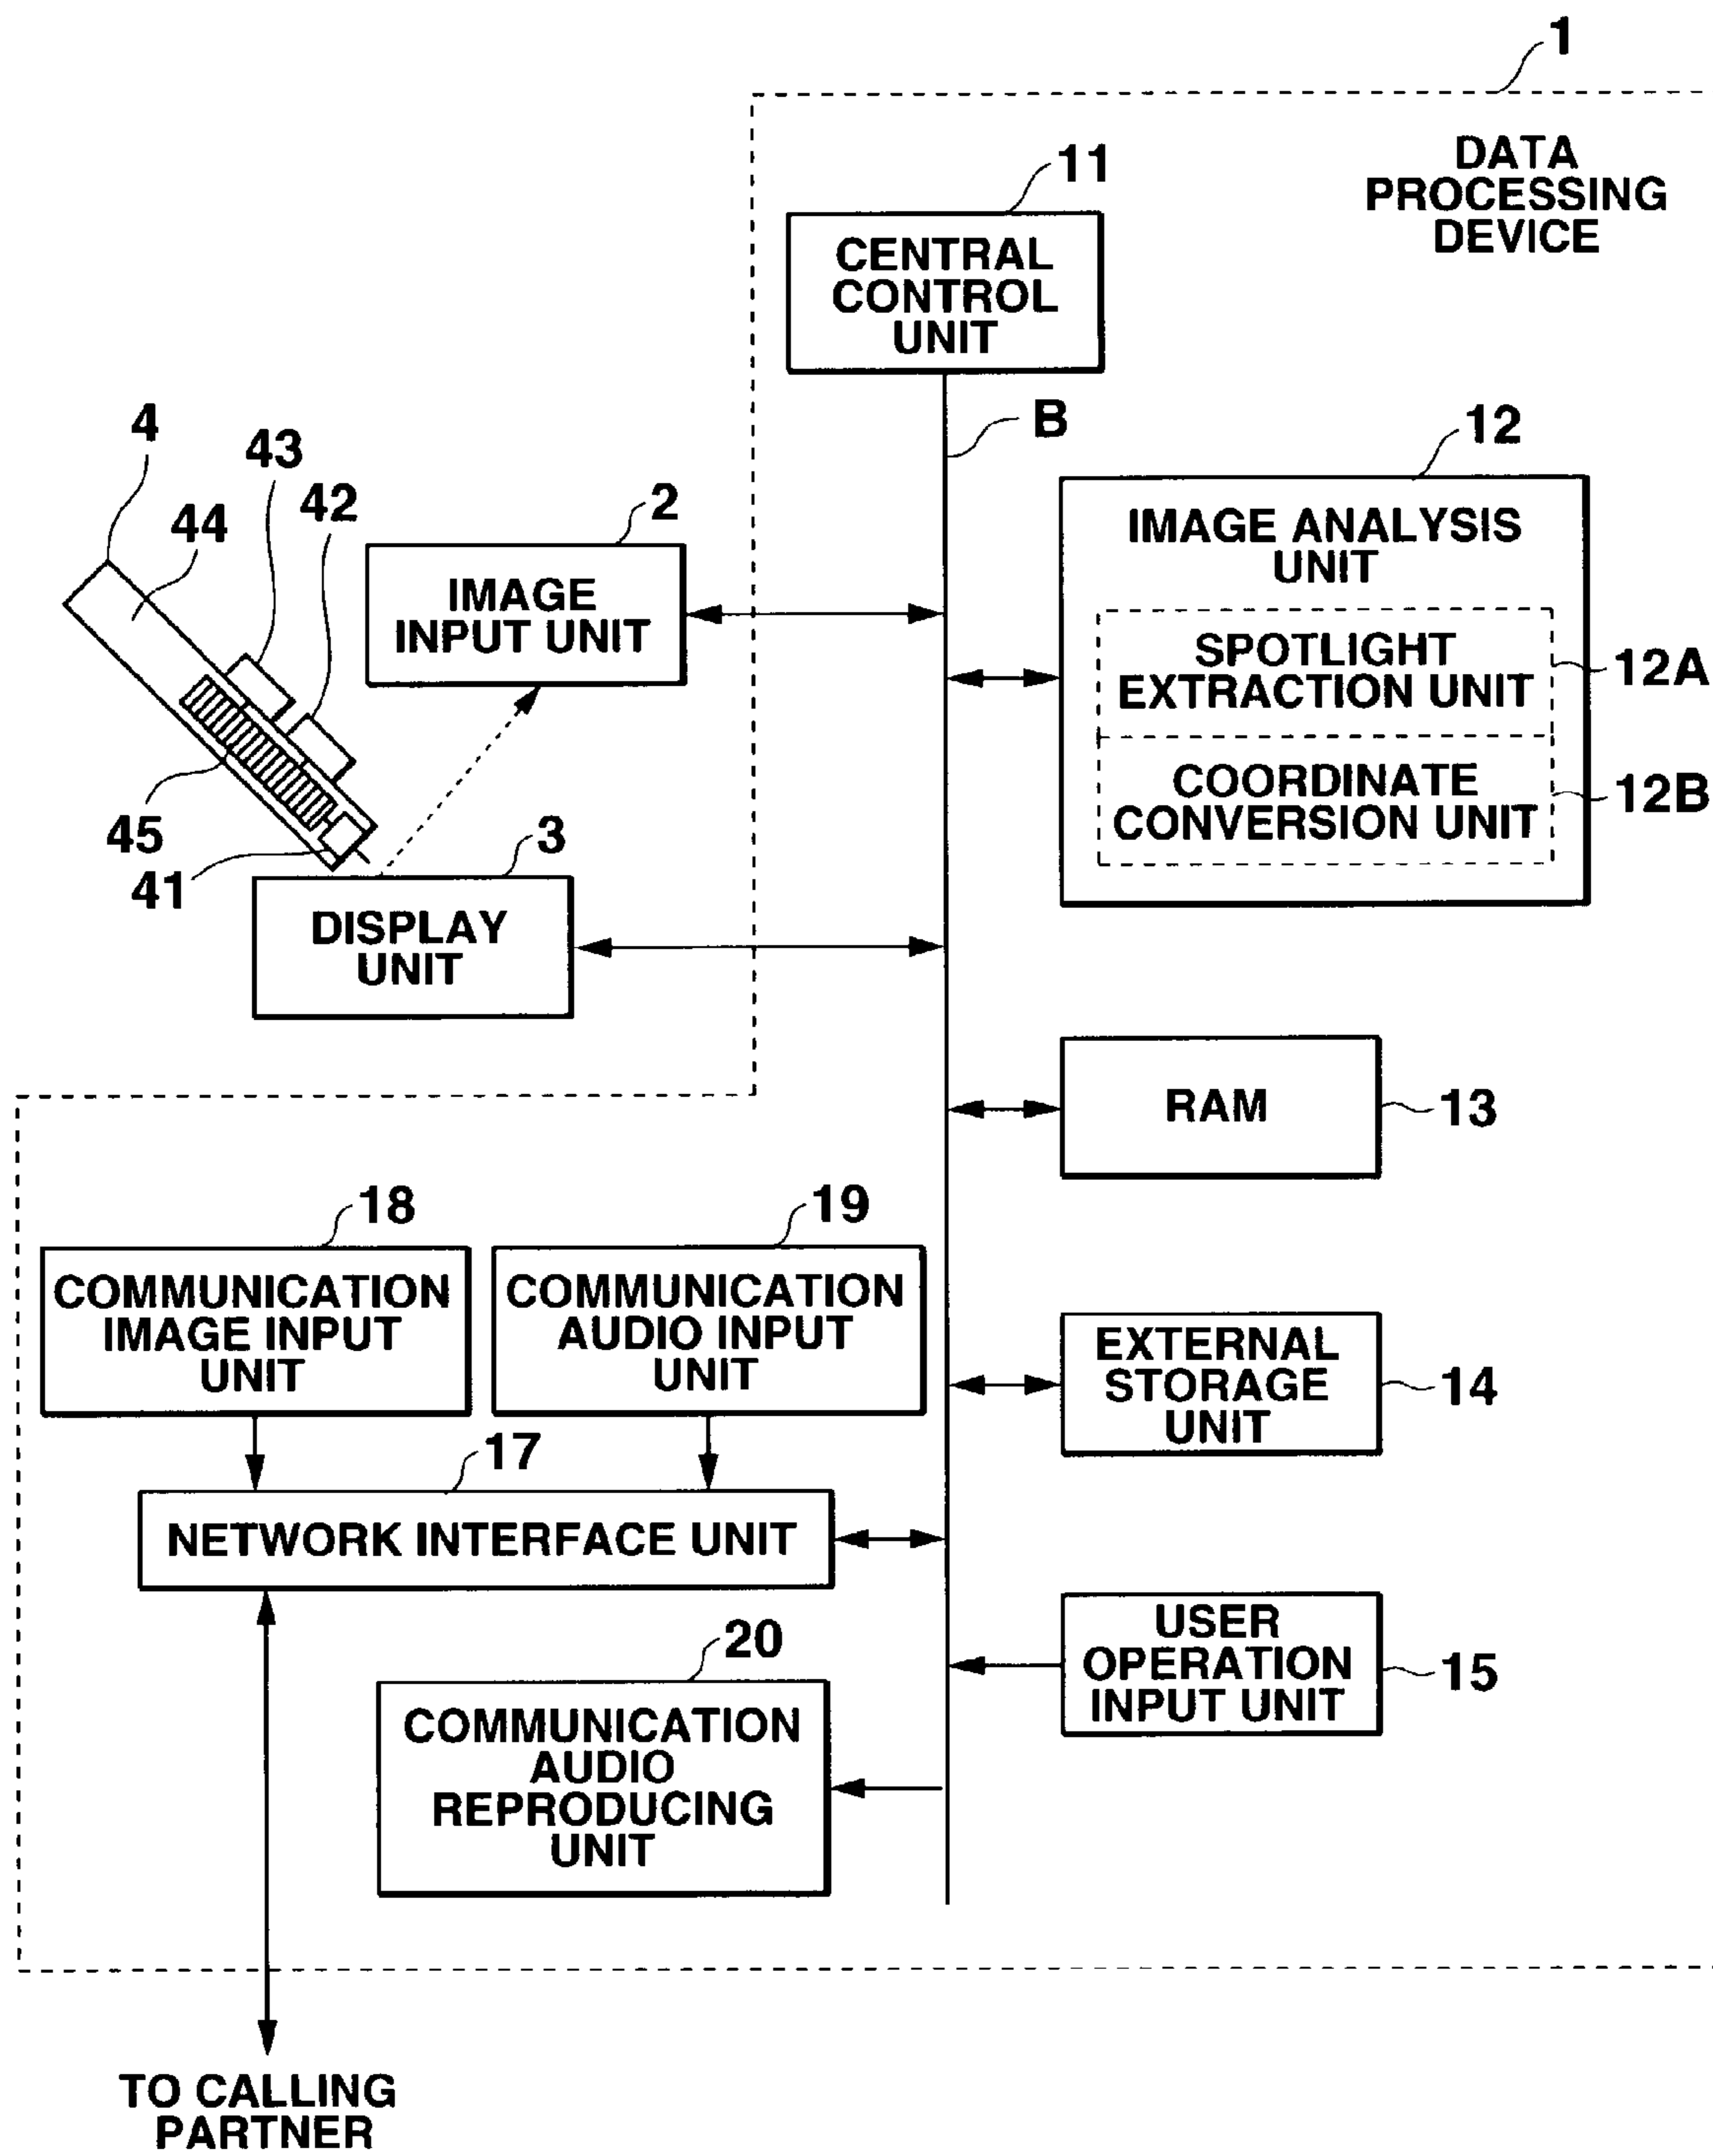 1
DATA
PROCESSING
DEVICE
11
CENTRAL
CONTROL
UNIT
B
12
IMAGE ANALYSIS
UNIT
SPOTLIGHT
EXTRACTION UNIT
12A
COORDINATE
CONVERSION UNIT
12B
4
43
44
42
2
IMAGE
INPUT UNIT
45
41
3
DISPLAY
UNIT
RAM
13
18
COMMUNICATION
IMAGE INPUT
UNIT
19
COMMUNICATION
AUDIO INPUT
UNIT
EXTERNAL
STORAGE
UNIT
14
17
NETWORK INTERFACE UNIT
USER
OPERATION
INPUT UNIT
15
20
COMMUNICATION
AUDIO
REPRODUCING
UNIT
TO CALLING
PARTNER